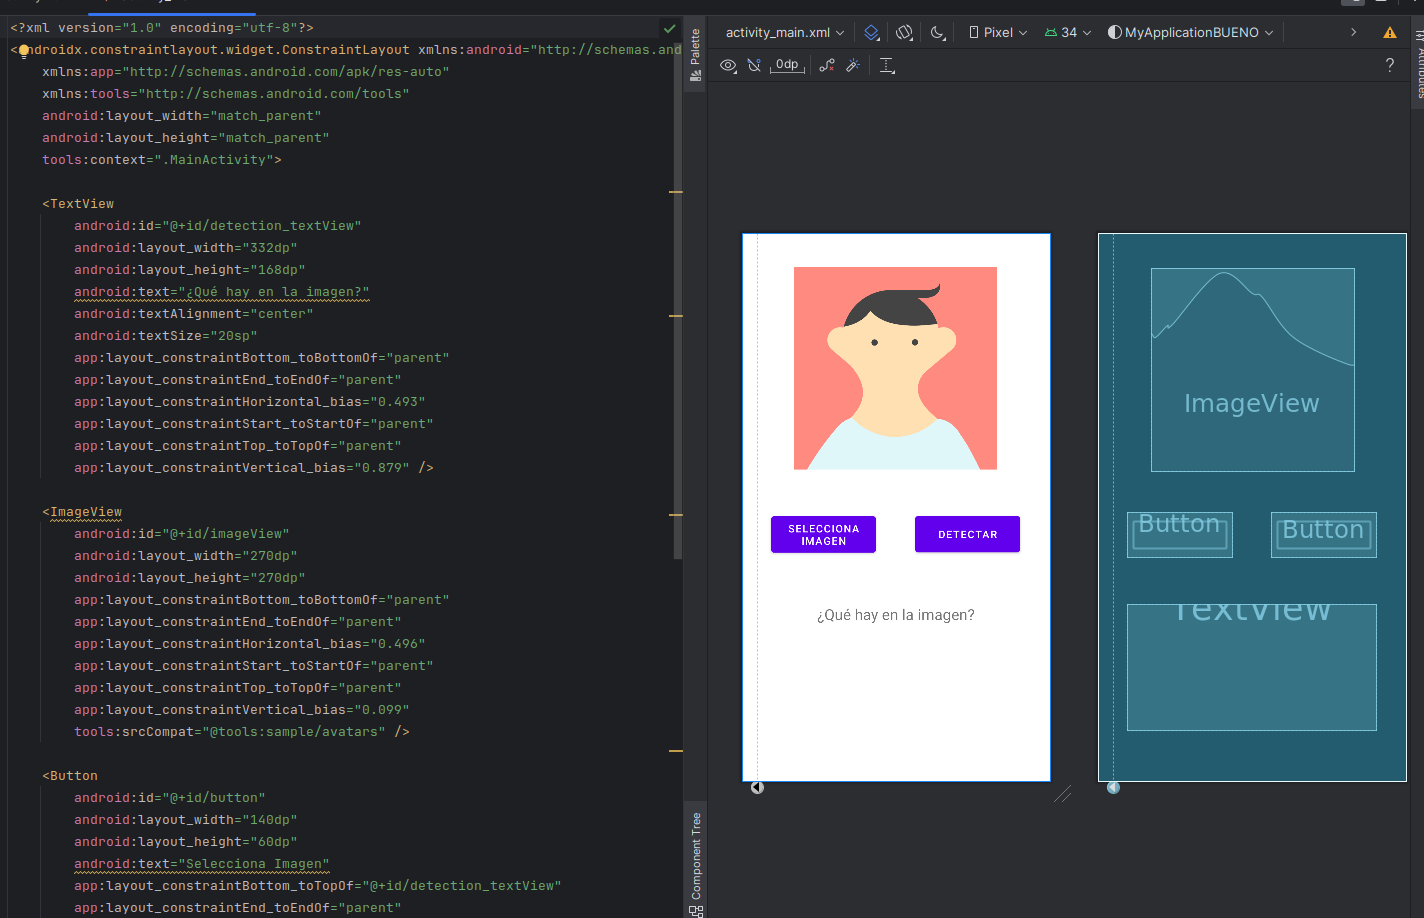 <?xml version="1.0" encoding="utf-8"?>
<androidx.constraintlayout.widget.ConstraintLayout xmlns:android="http://schemas.and
xmlns:app="http://schemas.android.com/apk/res-auto"
xmlns:tools="http://schemas.android.com/tools"
android:layout_width="match_parent"
android:layout_height="match_parent"
tools:context=".MainActivity">
<TextView
android:id="@+id/detection_textView"
android:layout_width="332dp"
android:layout_height="168dp"
android:text="¿Qué hay en la imagen?"
android:textAlignment="center"
android:textSize="20sp"
app:layout_constraintBottom_toBottomOf="parent"
app:layout_constraintEnd_toEndOf="parent"
app:layout_constraintHorizontal_bias="0.493"
app:layout_constraintStart_toStartOf="parent"
app:layout_constraintTop_toTopOf="parent"
app:layout_constraintVertical_bias="0.879" />
<ImageView
android:id="@+id/imageView"
android:layout_width="270dp"
android:layout_height="270dp"
app:layout_constraintBottom_toBottomOf="parent"
app:layout_constraintEnd_toEndOf="parent"
app:layout_constraintHorizontal_bias="0.496"
app:layout_constraintStart_toStartOf="parent"
app:layout_constraintTop_toTopOf="parent"
app:layout_constraintVertical_bias="0.099"
tools:srcCompat="@tools:sample/avatars" />
<Button
android:id="@+id/button"
android:layout_width="140dp"
android:layout_height="60dp"
android:text="Selecciona Imagen"
app:layout_constraintBottom_toTopOf="@+id/detection_textView"
app:layout_constraintEnd_toEndOf="parent"
Palette
Component Tree
activity_main.xml
Pixel
34
MyApplicationBUENO
0dp
?
Attributes
SELECCIONA
IMAGEN
DETECTAR
¿Qué hay en la imagen?
ImageView
Button
Button
TextView